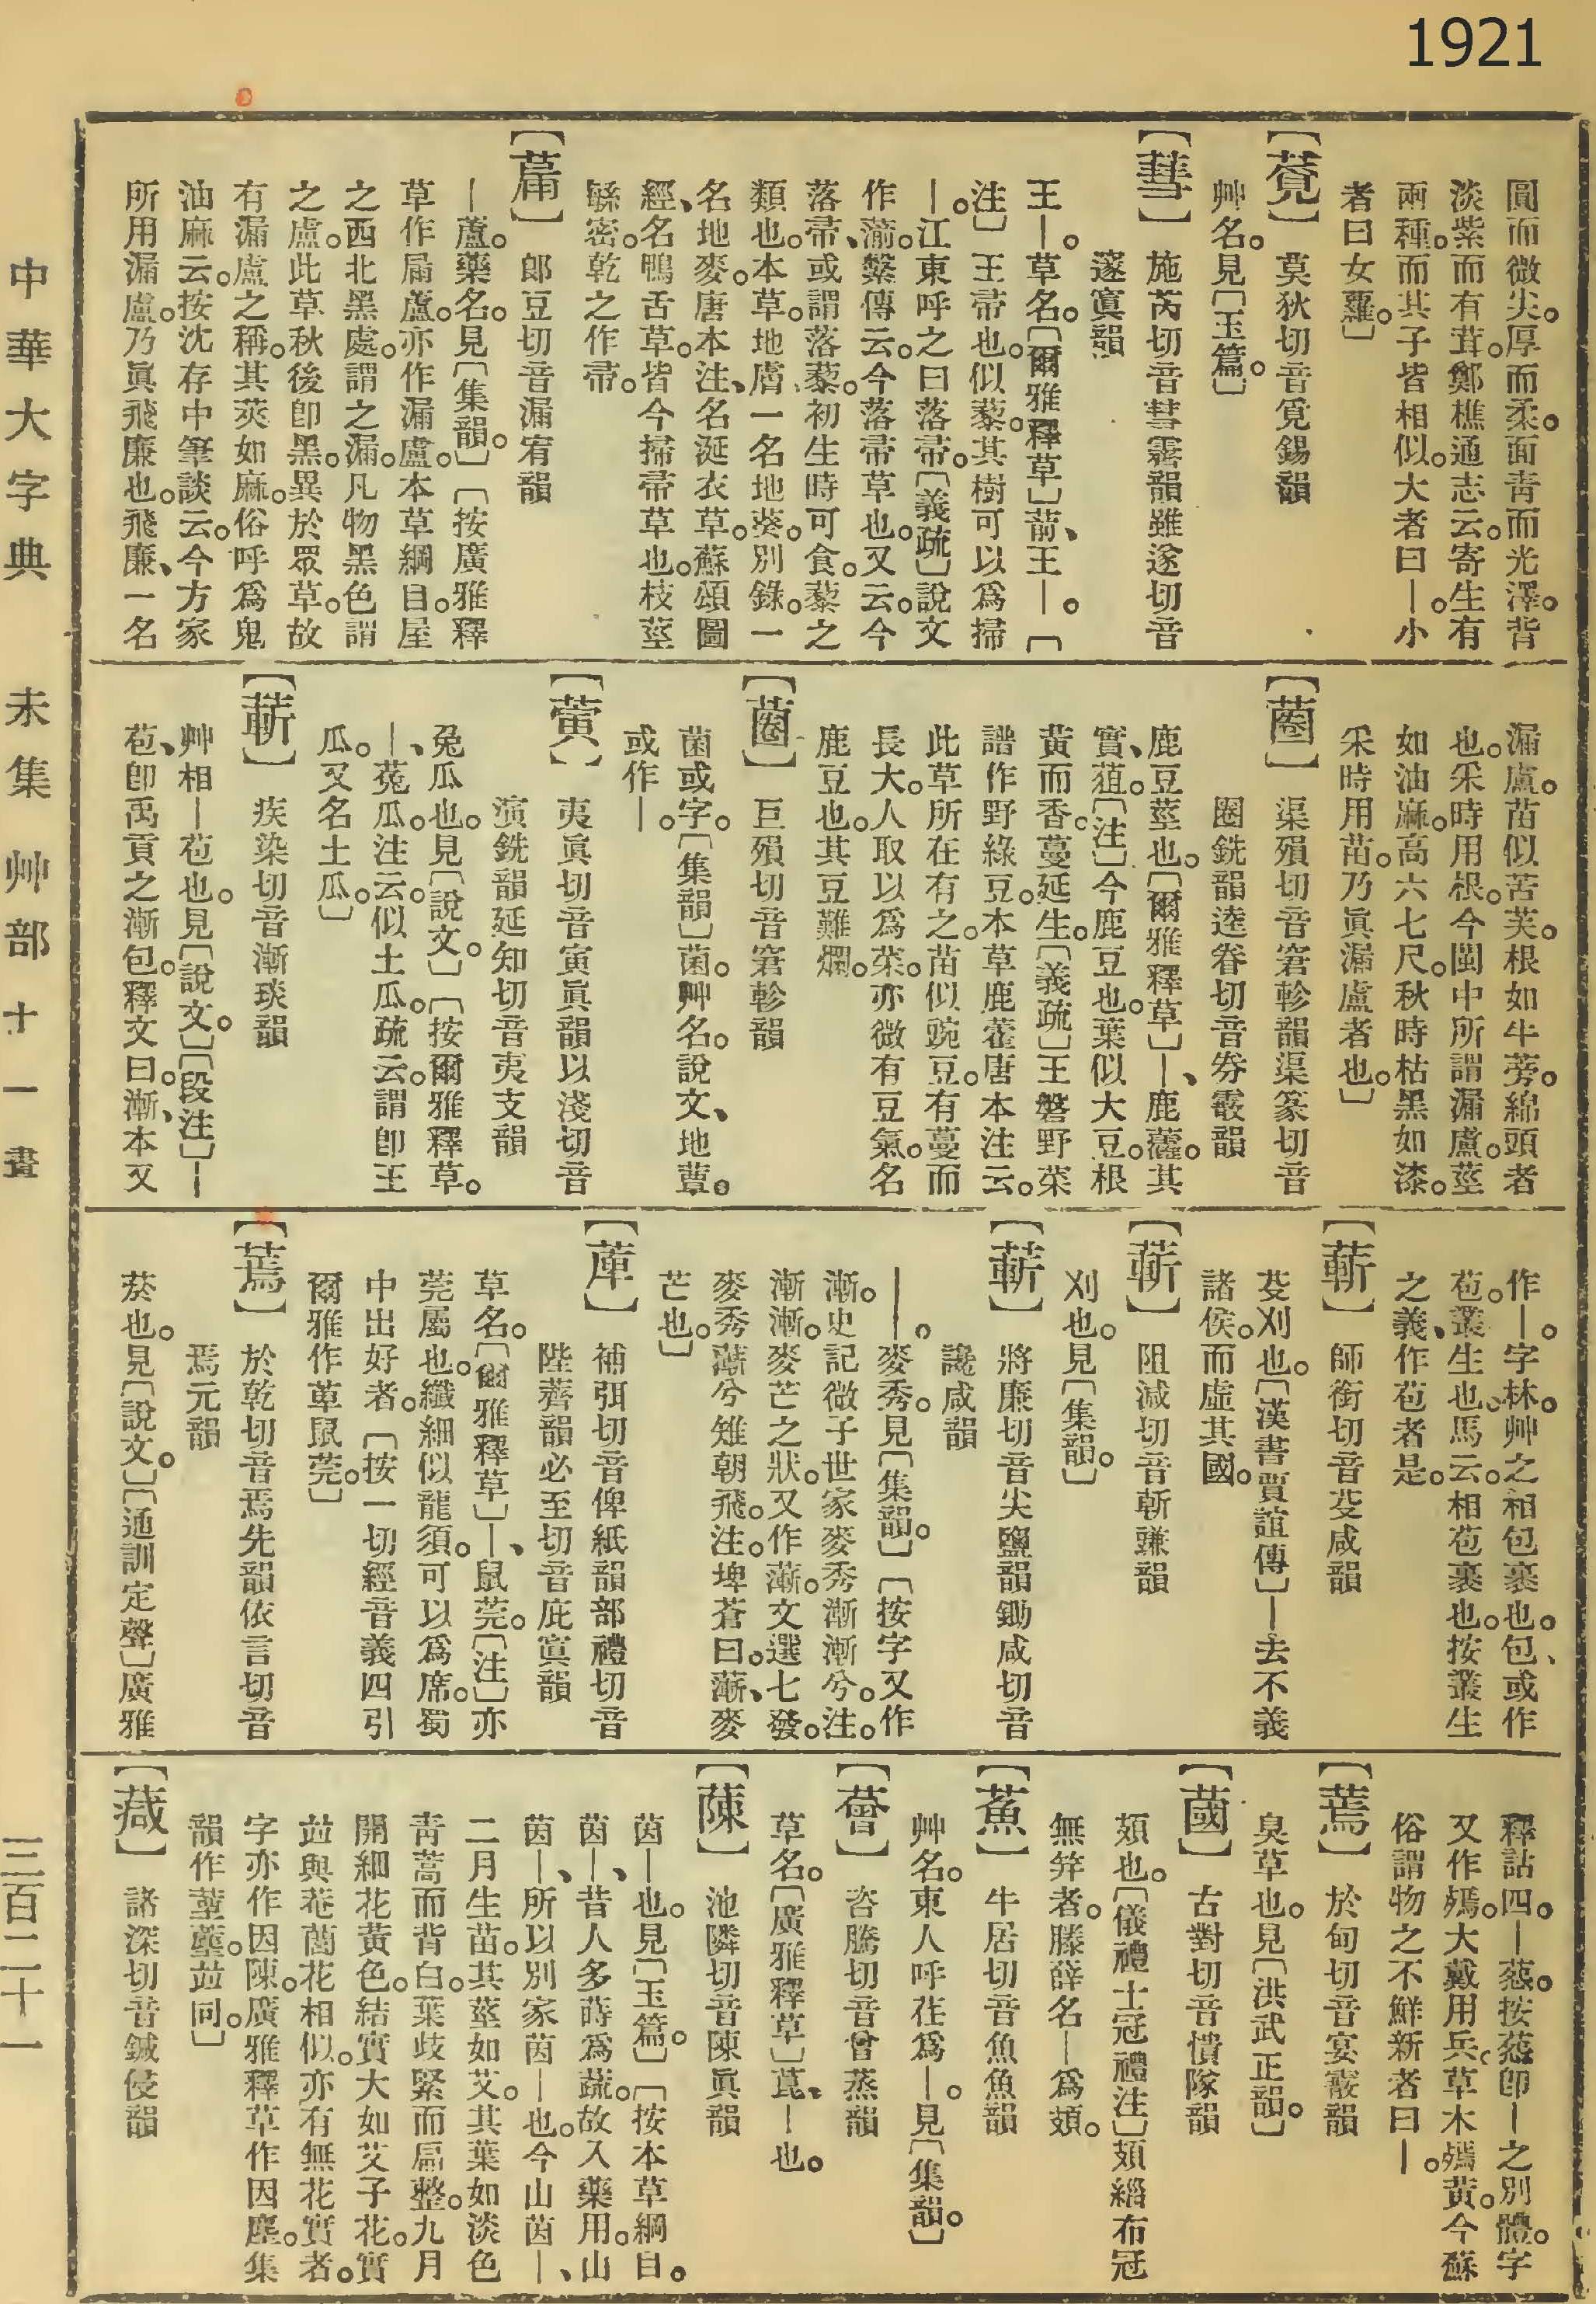 1921
圓而微尖。厚而柔。面靑而光澤。背
淡紫而有茸。鄭樵通志云。寄生有
兩種。而其子皆相似。大者曰—。小
者曰女蘿。〕
【蓂】莫狄切音覓錫韻
艸名。見〔玉篇。〕
【蔧】施芮切音彗霽韻雖遂切音
邃寘韻
王—。草名。〔爾雅釋草〕葥、王—。〔
注〕王帚也。似藜。其樹可以爲掃
—。江東呼之曰落帚。〔義疏〕說文
作湔。繫傳云。今落帚草也。又云。今
落帚、或謂落藜。初生時可食。藜之
類也。本草。地膚一名地葵。別錄。一
名地麥。唐本注、名涎衣草。蘇頌圖
經、名鴨舌草。皆今掃帚草也。枝莖
緐密。乾之作帚。
【蔐】郎豆切音漏宥韻
—蘆。藥名。見〔集韻。〕〔按廣雅釋
草作屚蘆。亦作漏盧。本草綱目。屋
之西北黑處。謂之漏。凡物黑色謂
之盧。此草秋後卽黑。異於眾草。故
有漏盧之稱。其莢如麻。俗呼爲鬼
油麻云。按沈存中筆談云。今方家
所用漏盧。乃眞飛廉也。飛廉、一名
漏盧。苗似苦芺。根如牛蒡。綿頭者
也。采時用根。今閩中所謂漏盧。莖
如油麻。高六七尺。秋時枯黑如漆。
采時用苗。乃眞漏盧者也。〕
【蔨】渠殞切音窘軫韻渠篆切音
圈銑韻逵眷切音劵霰韻
鹿豆莖也。〔爾雅釋草〕—、鹿藿。其
實、莥。〔注〕今鹿豆也。葉似大豆。根
黃而香。蔓延生。〔義疏〕王磐野菜
譜作野綠豆。本草鹿藿唐本注云。
此草所在有之。苗似豌豆。有蔓而
長大。人取以爲菜。亦微有豆氣。名
鹿豆也。其豆難爛。
【蔨】巨殞切音窘軫韻
菌或字。〔集韻〕菌。艸名。說文、地蕈。
或作—。
【蔩】夷眞切音寅眞韻以淺切音
演銑韻延知切音夷支韻
兔瓜也。見〔說文。〕〔按爾雅釋草。
—、菟瓜。注云。似土瓜。疏云。謂卽王
瓜。又名土瓜。〕
【蔪】疾染切音漸琰韻
艸相—苞也。見〔說文。〕〔段注〕—
苞、卽禹貢之漸包。釋文曰。漸、本又
作—。字林。艸之相包裹也。包、或作
苞。叢生也。馬云。相苞裹也。按叢生
之義、作苞者是。
【蔪】師銜切音芟咸韻
芟刈也。〔漢書賈誼傳〕—去不義
諸侯。而虛其國。
【蔪】阻減切音斬豏韻
刈也。見〔集韻。〕
【蔪】將廉切音尖鹽韻鋤咸切音
讒咸韻
——。麥秀。見〔集韻。〕〔按字又作
漸。史記微子世家麥秀漸漸兮。注。
漸漸。麥芒之狀。又作蔪。文選七發。
麥秀蔪兮雉朝飛。注。埤蒼曰。蔪、麥
芒也。〕
【蓽】補弭切音俾紙韻部禮切音
陛薺韻必至切音庇寘韻
草名。〔爾雅釋草〕—、鼠莞。〔注〕亦
莞屬也。纖細似龍須。可以爲席。蜀
中出好者。〔按一切經音義四引
爾雅作萆鼠莞。〕
【蔫】於乾切音焉先韻依言切音
焉元韻
菸也。見〔說文。〕〔通訓定聲〕廣雅
釋詁四。—蔫。按蔫卽—之別體。字
又作㷳。大戴用兵。草木㷳黃。今蘇
俗謂物之不鮮新者曰—。
【蔫】於甸切音宴霰韻
臭草也。見〔洪武正韻。〕
【蔮】古對切音憒隊韻
頍也。〔儀禮士冠禮注〕頍緇布冠
無笄者。滕薛名—爲頍。
【䔡】牛居切音魚魚韻
艸名。東人呼荏爲—。見〔集韻。〕
【䕄】咨騰切音曾蒸韻
草名。〔廣雅釋草〕菎、—也。
【蔯】池隣切音陳眞韻
茵—也。見〔玉篇。〕〔按本草綱目。
茵—、昔人多蒔爲蔬。故入藥用。山
茵—、所以別家茵—也。今山茵—、
二月生苗。其莖如艾。其葉如淡色
靑蒿而背白。葉歧緊而扁整。九月
開細花黃色。結實大如艾子。花。實
並與菴䕡花相似。亦有無花實者。
字亦作因陳。廣雅釋草作因塵。集
韻作䔈䕋。並同。〕
【葴】諸深切音鍼侵韻
中華大字典　未集　艸部　十一畫
三百二十一